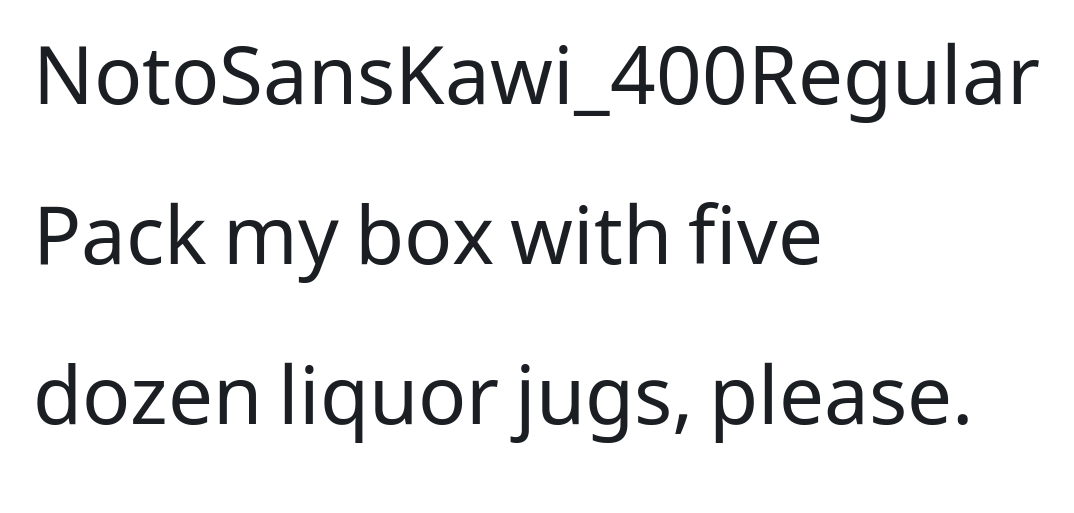 NotoSansKawi_400Regular
Pack my box with five
dozen liquor jugs, please.